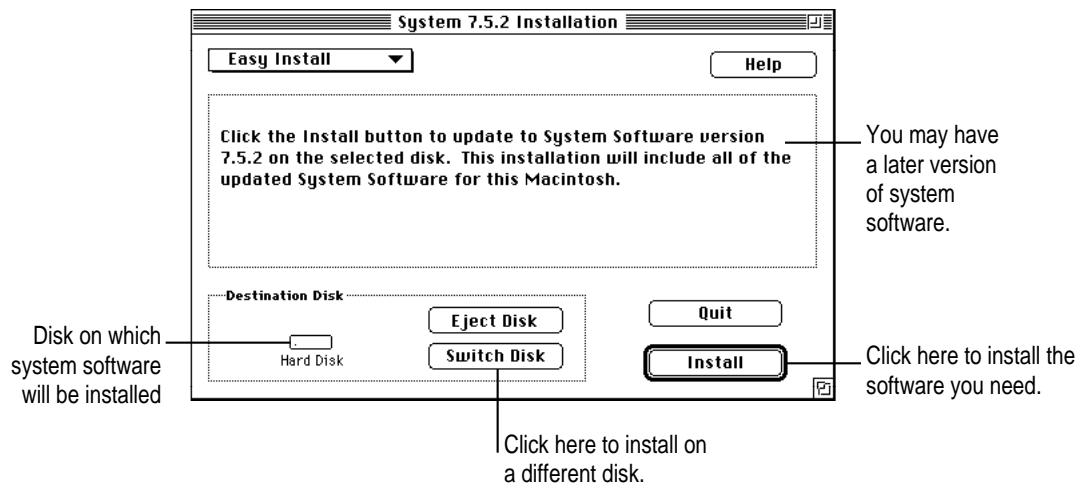 System 7.5.2 Installation
Easy Install
Help
Click the Install button to update to System Software version
7.5.2 on the selected disk. This installation will include all of the
updated System Software for this Macintosh.
You may have
a later version
of system
software.
Destination Disk
Eject Disk
Quit
Disk on which
system software
will be installed
Hard Disk
Switch Disk
Install
Click here to install the
software you need.
Click here to install on
a different disk.